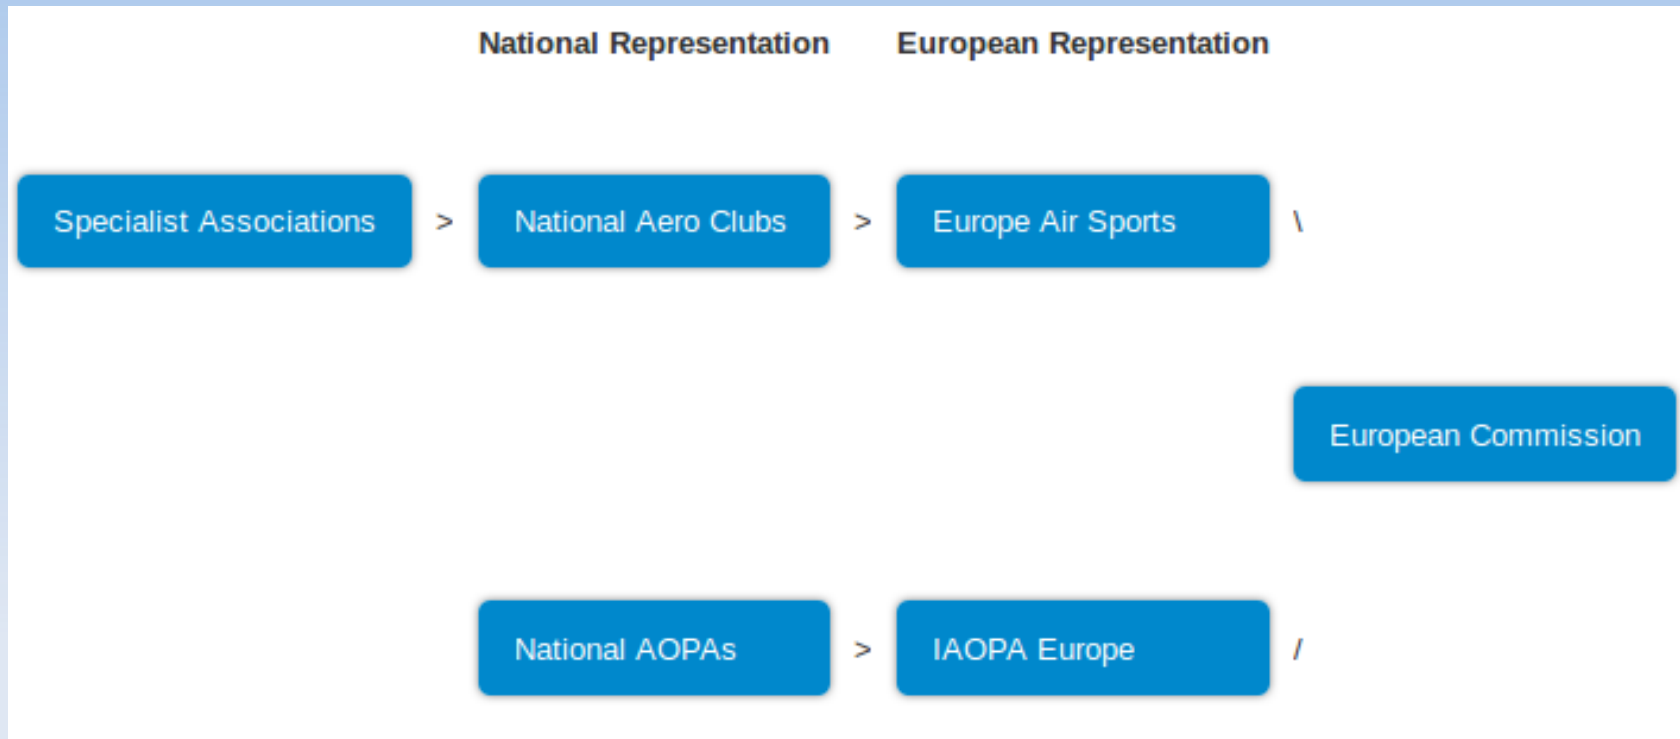 National Representation European Representation
Specialist Associations > National Aero Clubs > Europe Air Sports \
European Commission
National AOPAs > IAOPA Europe /